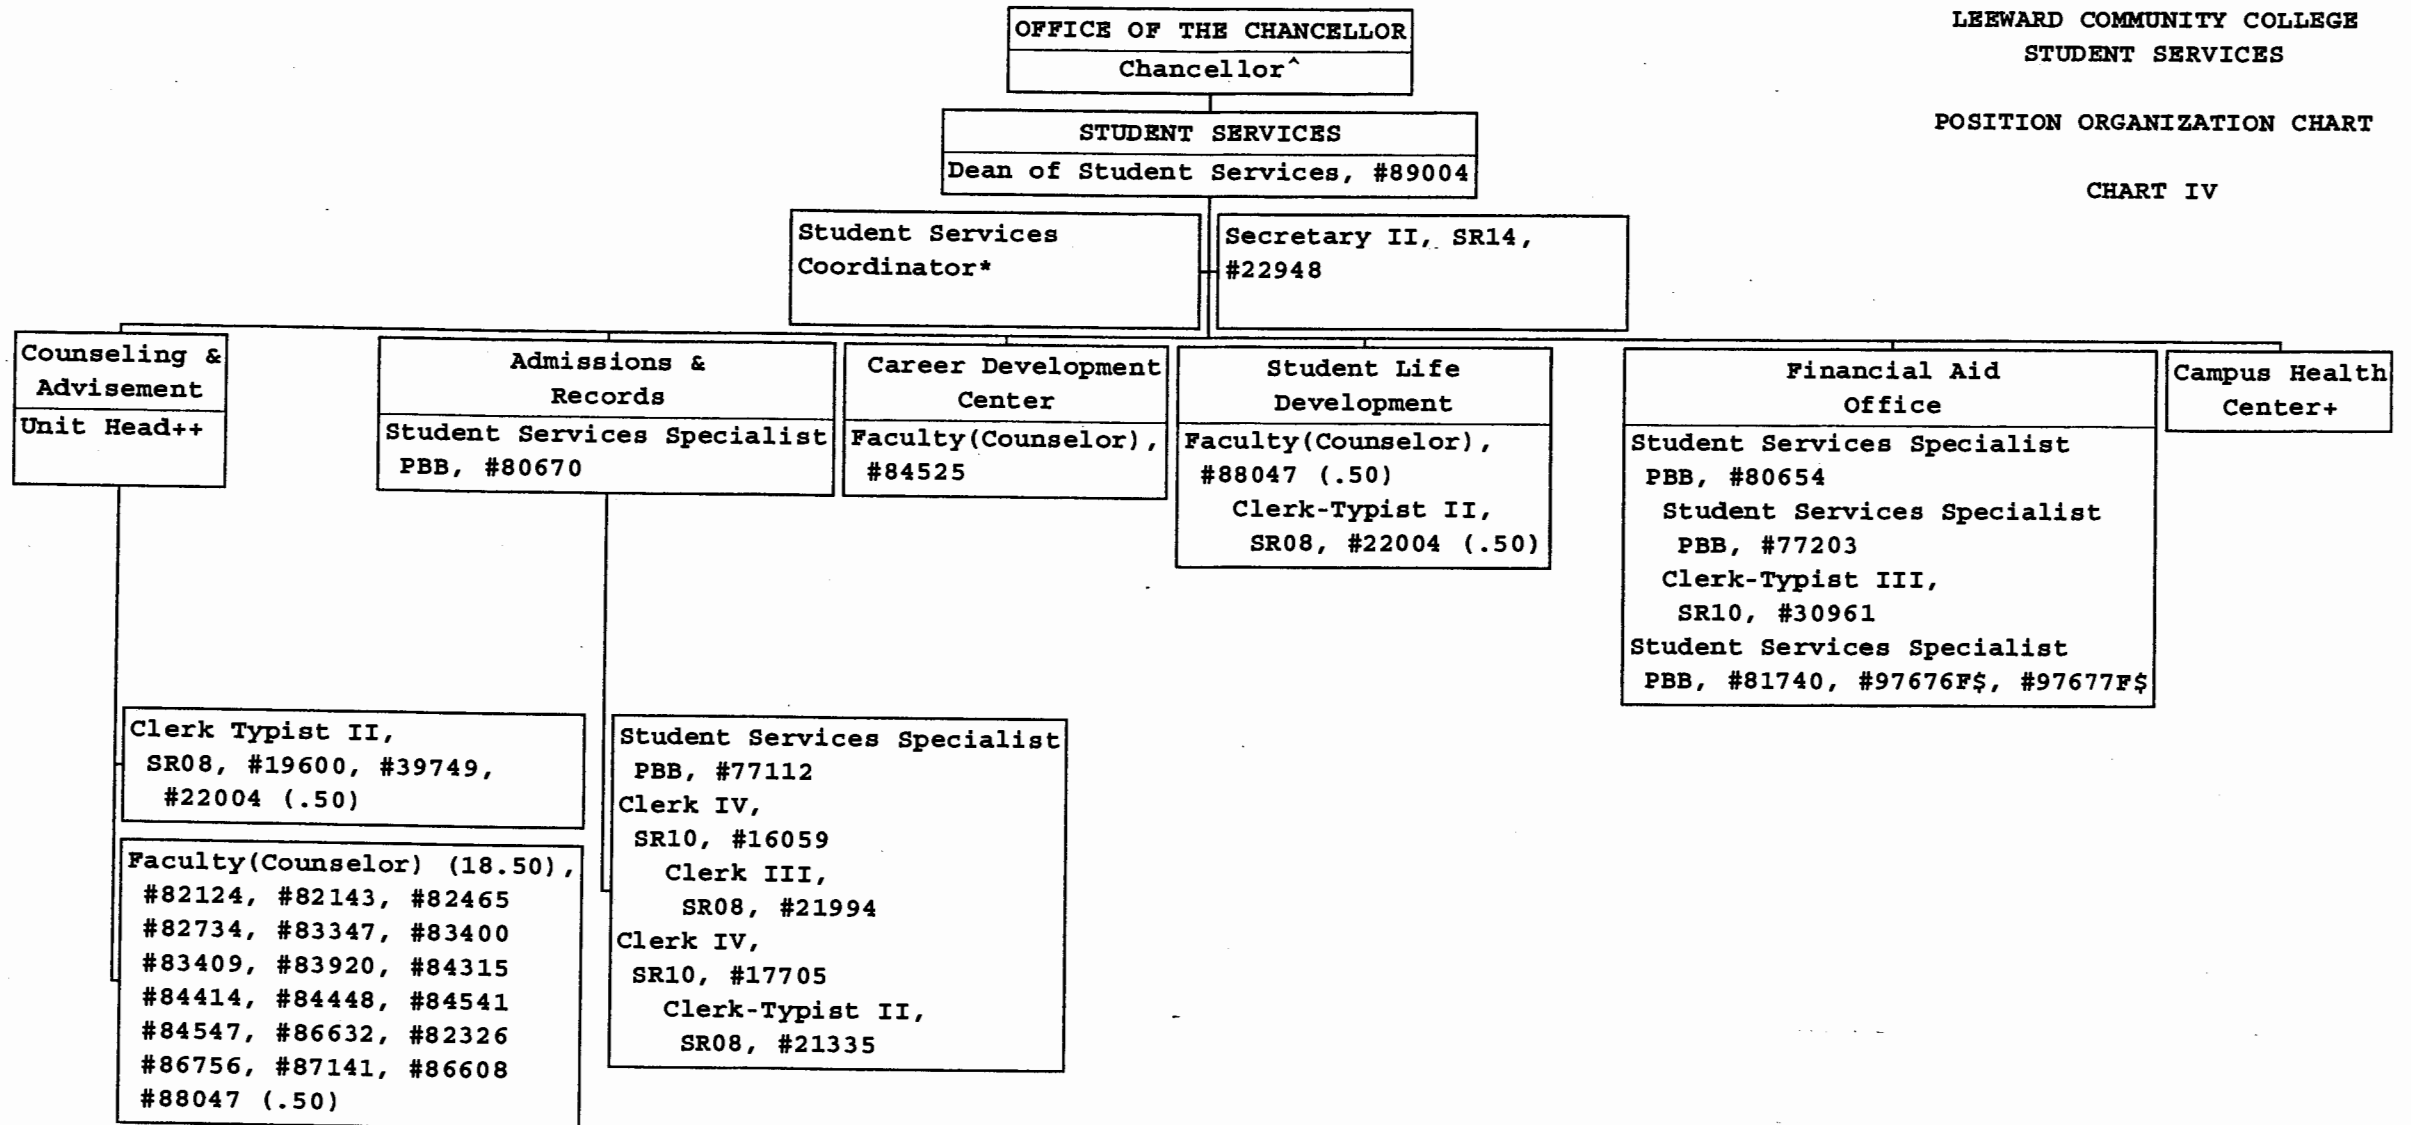 LEEWARD COMMUNITY COLLEGE
STUDENT SERVICES
POSITION ORGANIZATION CHART
CHART IV
OFFICE OF THE CHANCELLOR
Chancellor^
STUDENT SERVICES
Dean of Student Services, #89004
Student Services
Coordinator*
Secretary II, SR14,
#22948
Counseling &
Advisement
Unit Head++
Admissions &
Records
Student Services Specialist
PBB, #80670
Career Development
Center
Faculty(Counselor),
#84525
Student Life
Development
Faculty(Counselor),
#88047 (.50)
Clerk-Typist II,
SR08, #22004 (.50)
Financial Aid
Office
Student Services Specialist
PBB, #80654
Student Services Specialist
PBB, #77203
Clerk-Typist III,
SR10, #30961
Student Services Specialist
PBB, #81740, #97676F$, #97677F$
Campus Health
Center+
Clerk Typist II,
SR08, #19600, #39749,
#22004 (.50)
Faculty(Counselor) (18.50),
#82124, #82143, #82465
#82734, #83347, #83400
#83409, #83920, #84315
#84414, #84448, #84541
#84547, #86632, #82326
#86756, #87141, #86608
#88047 (.50)
Student Services Specialist
PBB, #77112
Clerk IV,
SR10, #16059
Clerk III,
SR08, #21994
Clerk IV,
SR10, #17705
Clerk-Typist II,
SR08, #21335